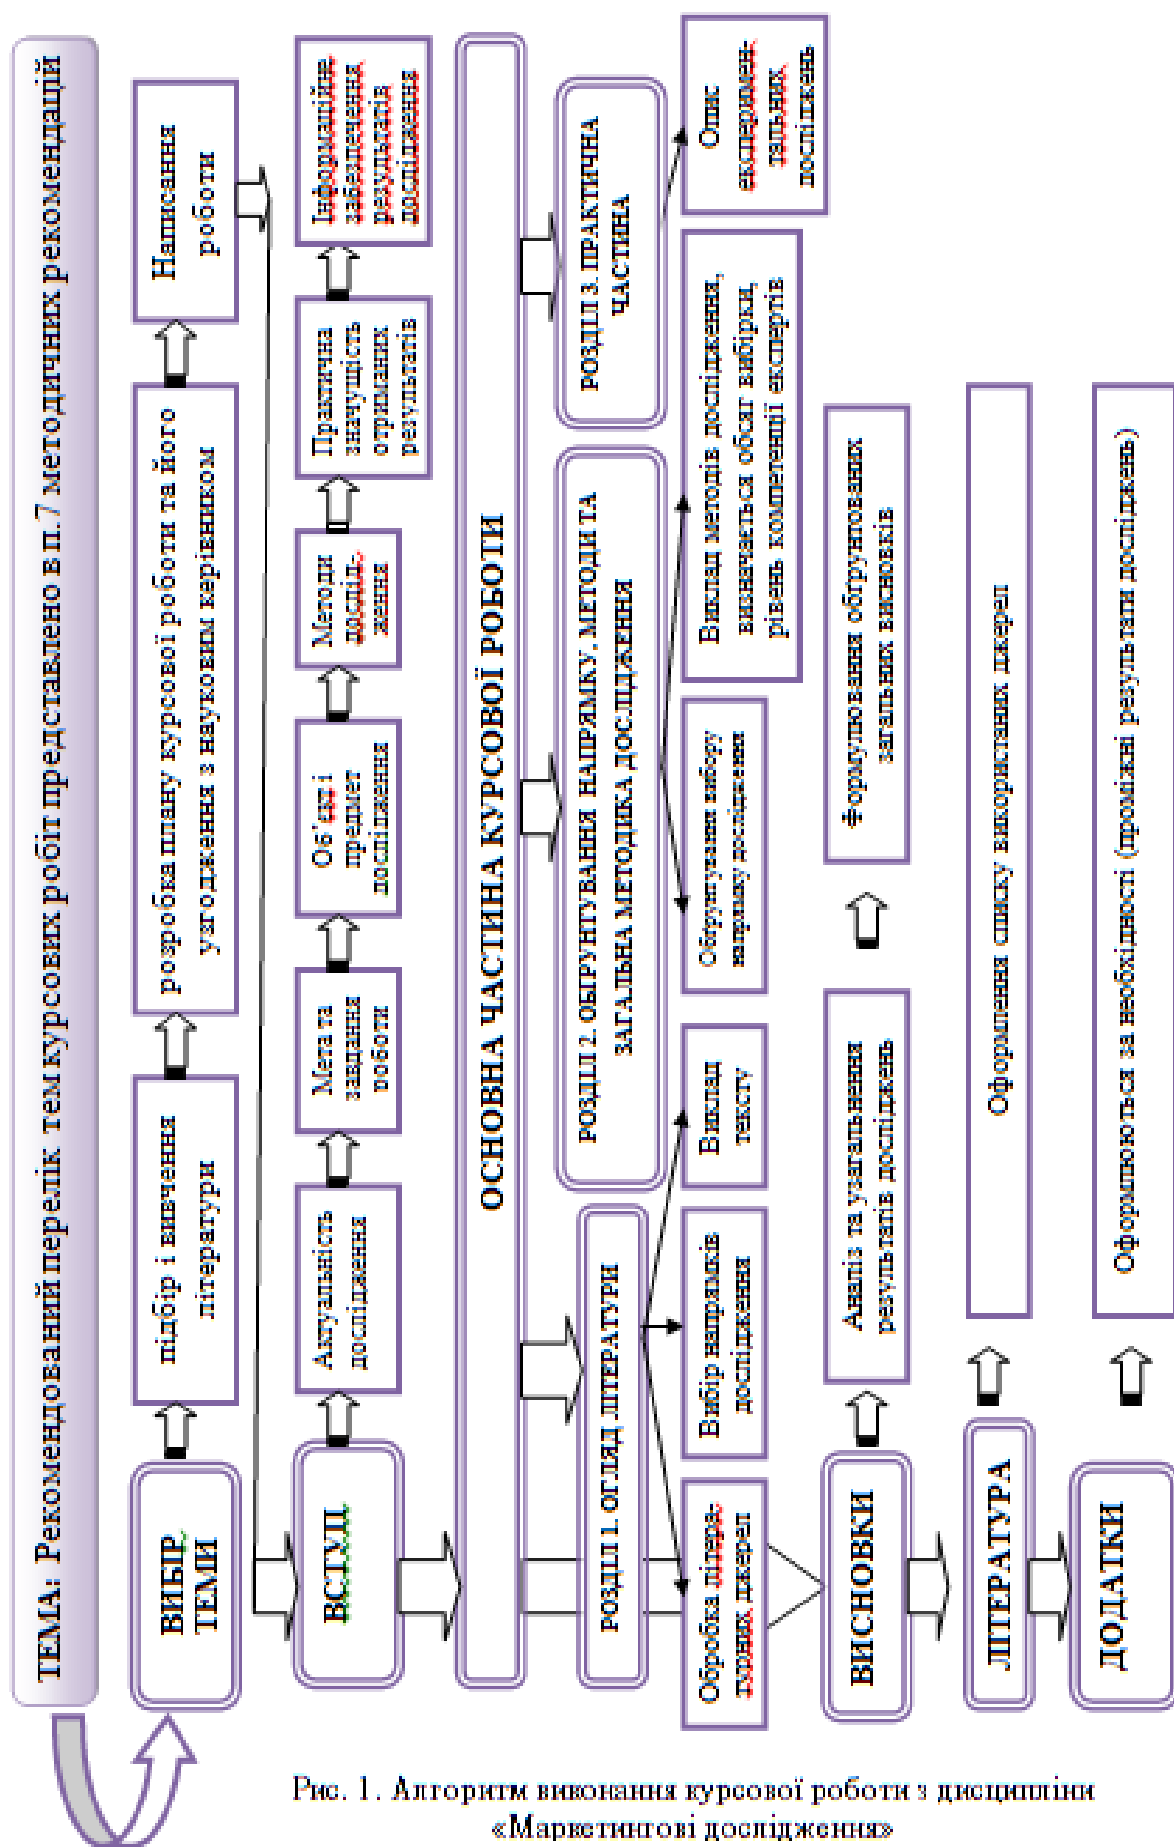 ТЕМА: Рекомендований перелік тем курсових робіт представлено в п.7 методичних рекомендацій
ВИБІР
ТЕМИ
підбір і вивчення
літератури
розробка плану курсової роботи та його
узгодження з науковим керівником
Написання
роботи
ВСТУП
Актуальність
дослідження
Мета та
завдання
роботи
Об´єкт і
предмет
дослідження
Методи
дослід-
ження
Практична
значущість
отриманих
результатів
Інформаційне
забезпечення
результатів
дослідження
ОСНОВНА ЧАСТИНА КУРСОВОЇ РОБОТИ
РОЗДІЛ 1. ОГЛЯД ЛІТЕРАТУРИ
РОЗДІЛ 2. ОБҐРУНТУВАННЯ НАПРЯМКУ, МЕТОДИ ТА
ЗАГАЛЬНА МЕТОДИКА ДОСЛІДЖЕННЯ
РОЗДІЛ 3. ПРАКТИЧНА
ЧАСТИНА
Обробка літера-
турних джерел
Вибір напрямків
дослідження
Виклад
тексту
Обґрунтування вибору
напрямку дослідження
Виклад методів дослідження,
визначається обсяг вибірки,
рівень компетенції експертів
Опис
експеримен-
тальних
досліджень
ВИСНОВКИ
Аналіз та узагальнення
результатів досліджень
Формулювання обґрунтованих
загальних висновків
ЛІТЕРАТУРА
Оформлення списку використаних джерел
ДОДАТКИ
Оформлюються за необхідності (проміжні результати досліджень)
Рис. 1. Алгоритм виконання курсової роботи з дисципліни
«Маркетингові дослідження»